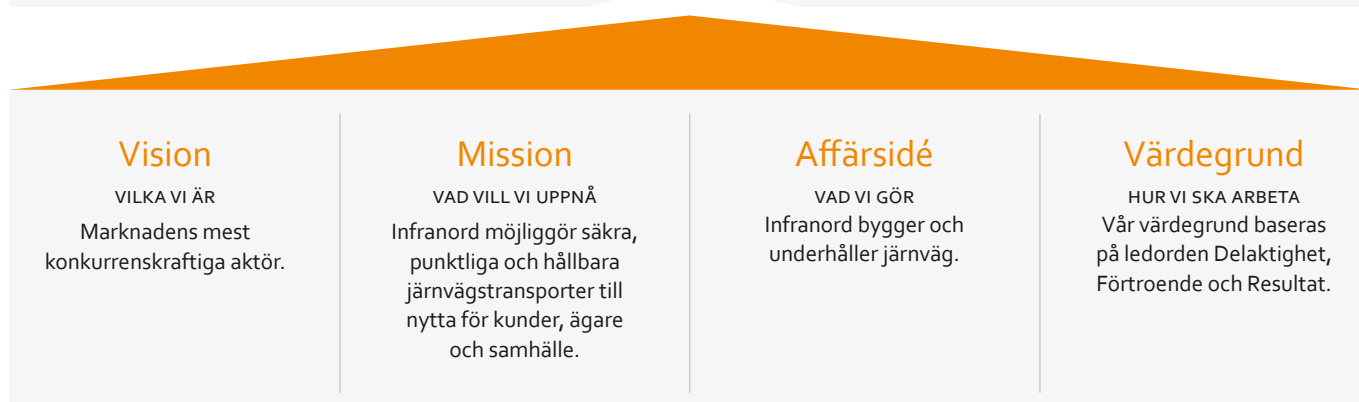 Vision
VILKA VI ÄR
Marknadens mest
konkurrenskraftiga aktör.
Mission
VAD VILL VI UPPNÅ
Infranord möjliggör säkra,
punktliga och hållbara
järnvägstransporter till
nytta för kunder, ägare
och samhälle.
Affärsidé
VAD VI GÖR
Infranord bygger och
underhåller järnväg.
Värdegrund
HUR VI SKA ARBETA
Vår värdegrund baseras
på ledorden Delaktighet,
Förtroende och Resultat.